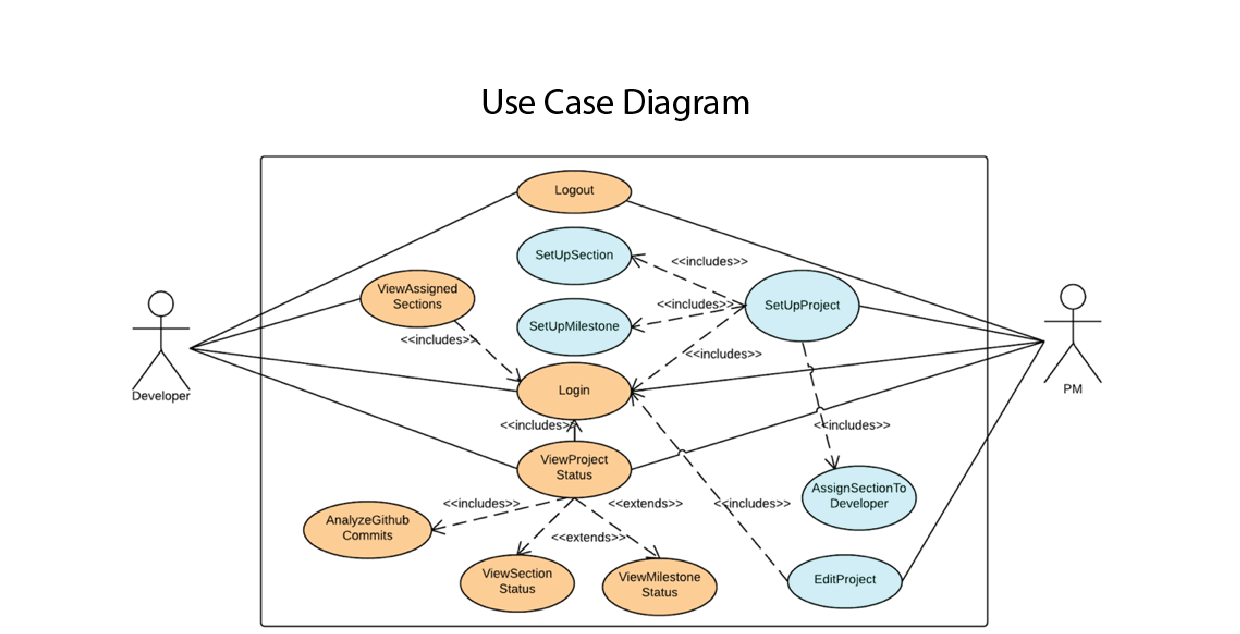 Use Case Diagram
Logout
SetUpSection
<<includes>>
ViewAssigned
Sections
<<includes>>
SetUpProject
SetUpMilestone
<<includes>>
<<includes>>
Developer
PM
Login
<<includes>>
<<includes>>
ViewProject
Status
AssignSectionTo
Developer
<<includes>>
<<extends>>
<<includes>>
AnalyzeGithub
Commits
<<extends>>
ViewSection
Status
ViewMilestone
Status
EditProject